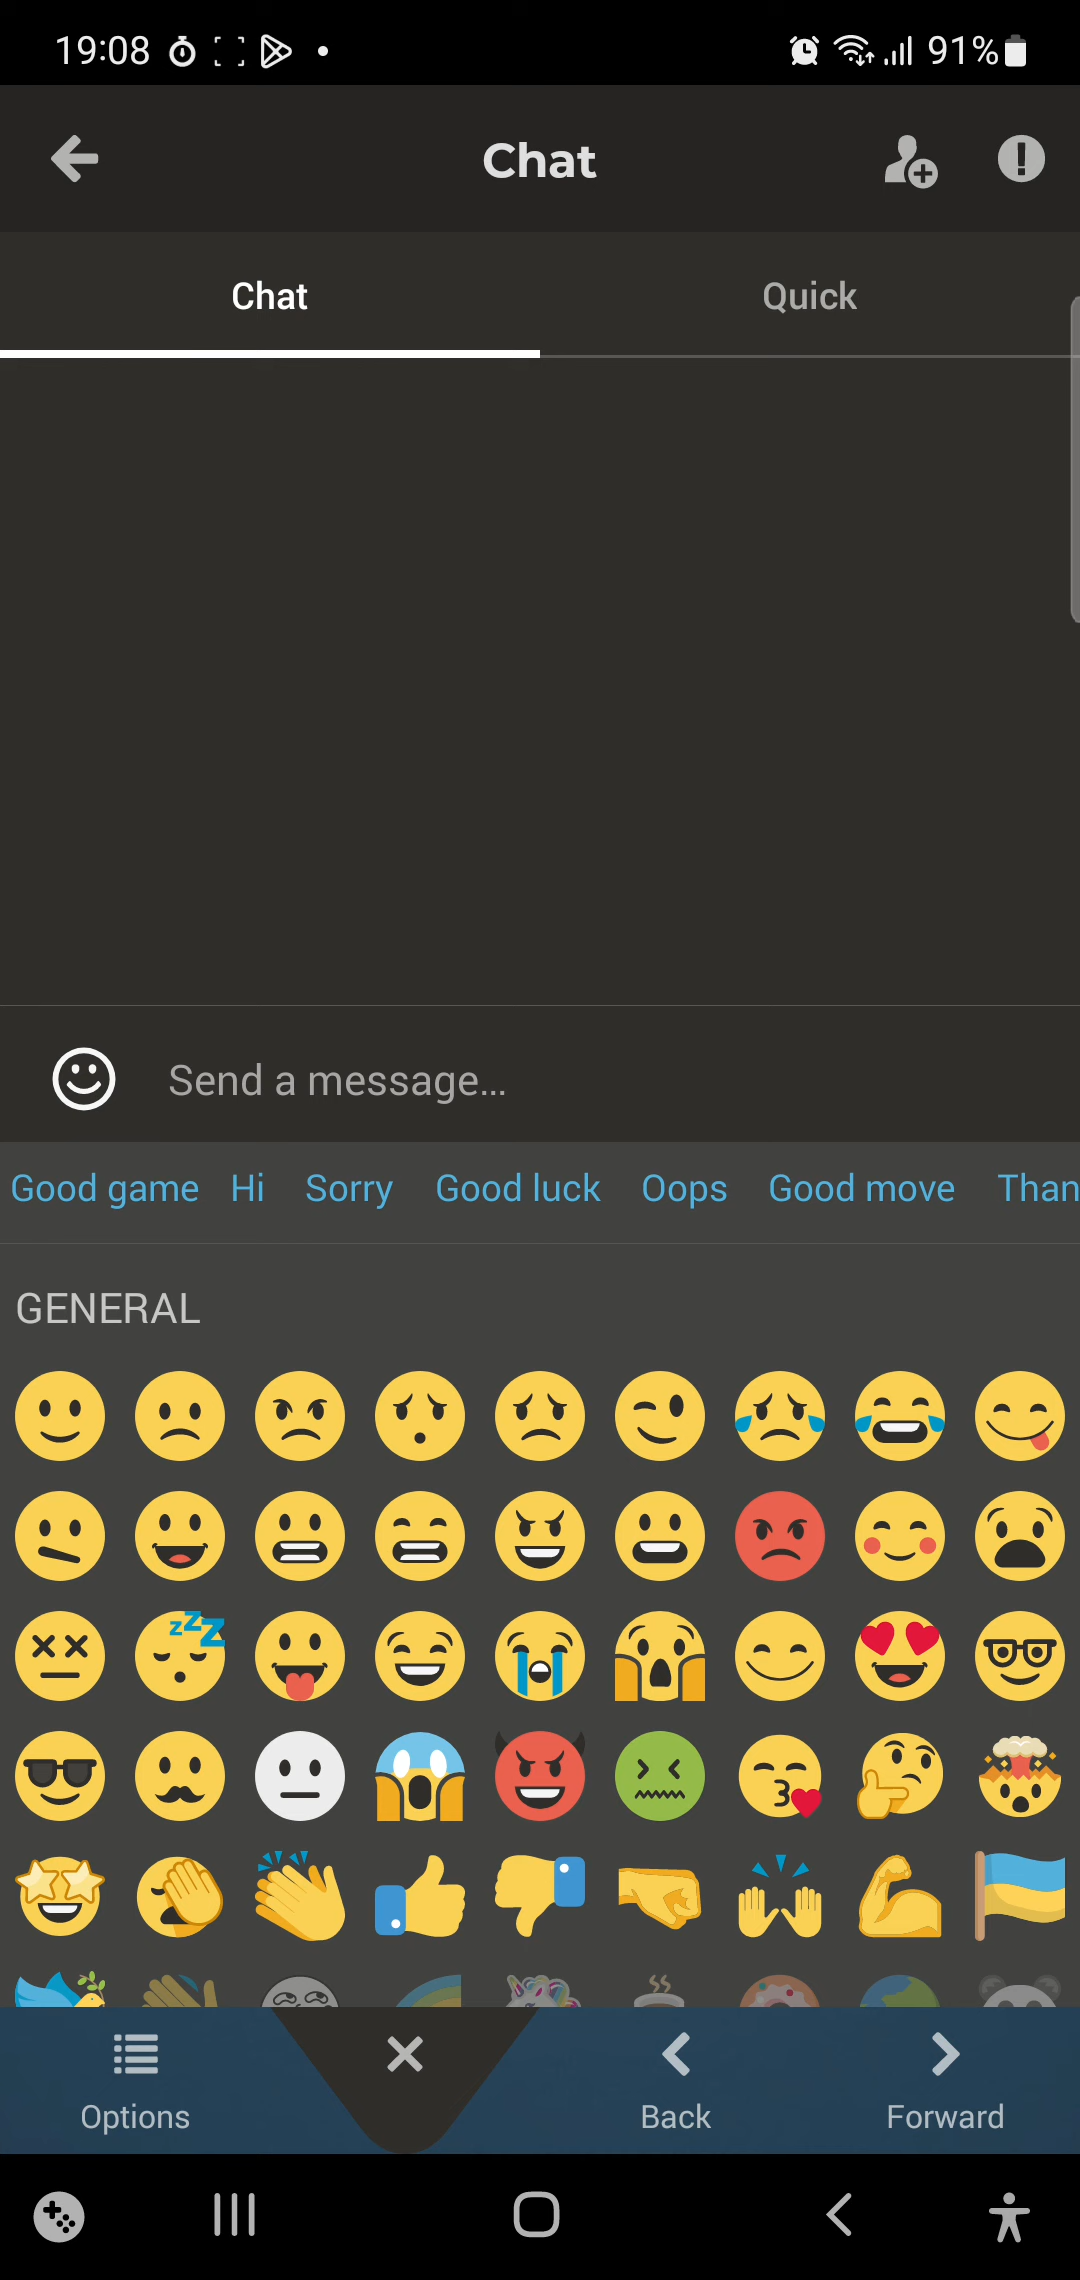 19:08 91%
Chat
Chat Quick
Send a message...
Good game Hi Sorry Good luck Oops Good move Than
GENERAL
Options Back Forward